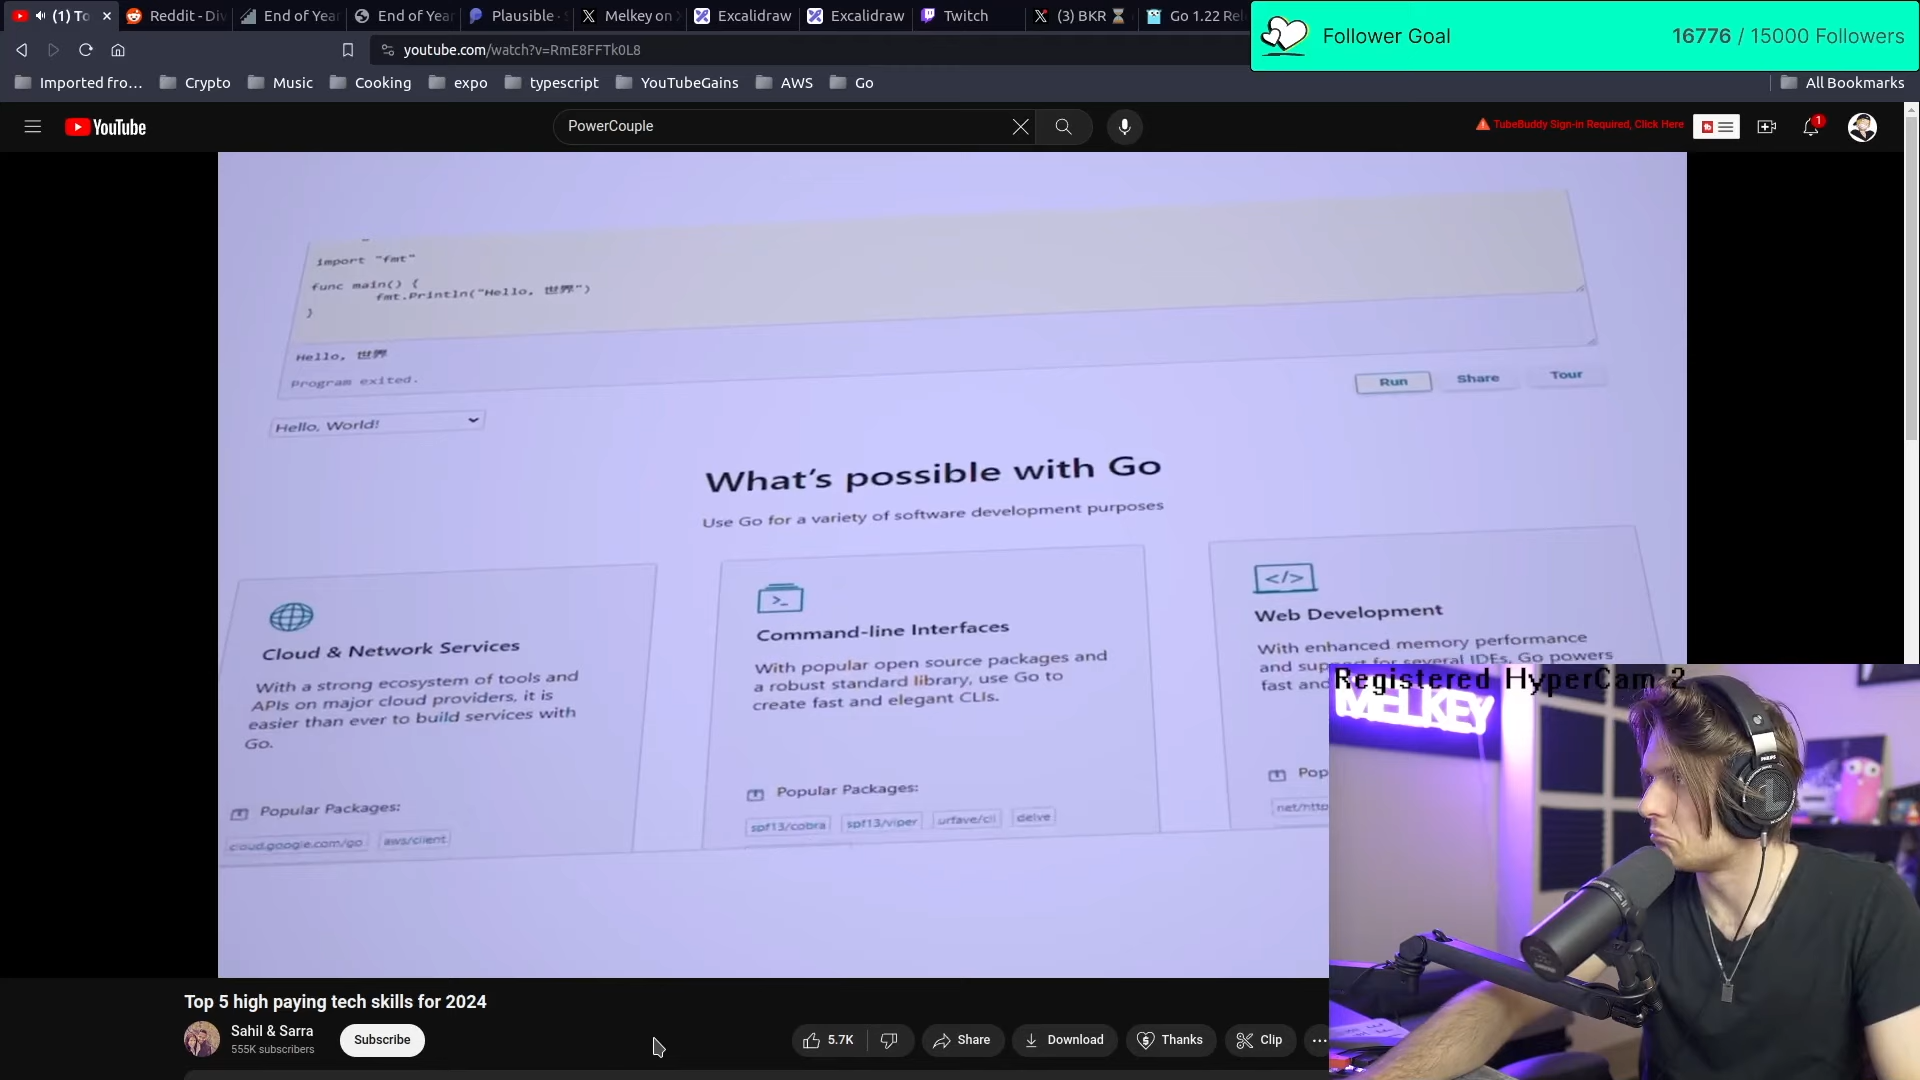 (1) To
Reddit - Div
End of Year
End of Year
Plausible ·
Melkey on X
Excalidraw
Excalidraw
Twitch
(3) BKR ⌛
Go 1.22 Rel
Follower Goal
16776 / 15000 Followers
youtube.com/watch?v=RmE8FFTk0L8
Imported fro...
Crypto
Music
Cooking
expo
typescript
YouTubeGains
AWS
Go
All Bookmarks
YouTube
PowerCouple
TubeBuddy Sign-in Required, Click Here
1
import "fmt"
func main() {
fmt.Println("Hello, 世界")
}
Hello, 世界
Program exited.
Hello, World!
Run
Share
Tour
What's possible with Go
Use Go for a variety of software development purposes
Cloud & Network Services
With a strong ecosystem of tools and
APIs on major cloud providers, it is
easier than ever to build services with
Go.
Popular Packages:
cloud.google.com/go
aws/client
Command-line Interfaces
With popular open source packages and
a robust standard library, use Go to
create fast and elegant CLIs.
Popular Packages:
spf13/cobra
spf13/viper
urfave/cli
delve
</>
Web Development
With enhanced memory performance
and support for several IDEs, Go powers
fast and
Pop
net/http
Registered HyperCam 2
MELKEY
PHILIPS
Top 5 high paying tech skills for 2024
Sahil & Sarra
555K subscribers
Subscribe
5.7K
Share
Download
Thanks
Clip
...